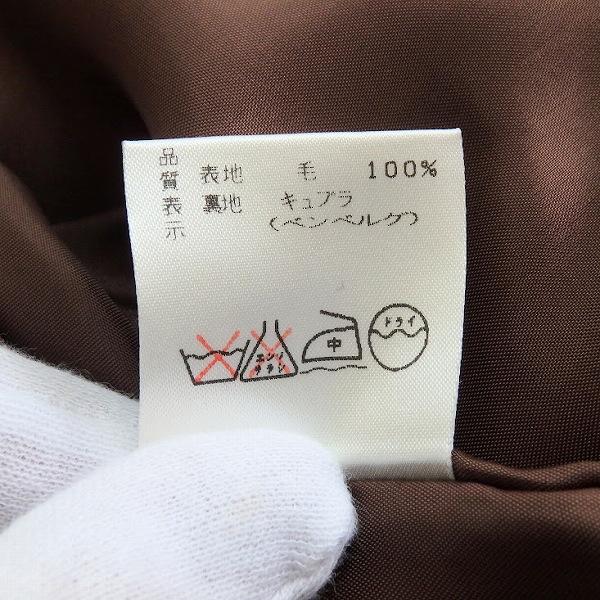 品質表示
表地 毛 100%
裏地 キュプラ
(ベンベルグ)
エンソ
サラシ
中
ドライ